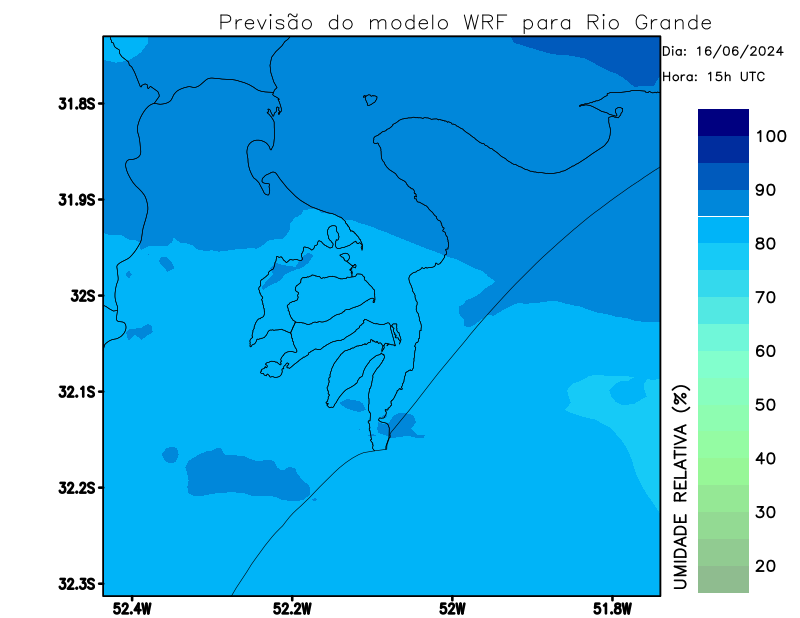 Previsão do modelo WRF para Rio Grande
Dia: 16/06/2024
Hora: 15h UTC
31.8S
31.9S
32S
32.1S
32.2S
32.3S
52.4W
52.2W
52W
51.8W
100
90
80
70
60
50
40
30
20
UMIDADE RELATIVA (%)